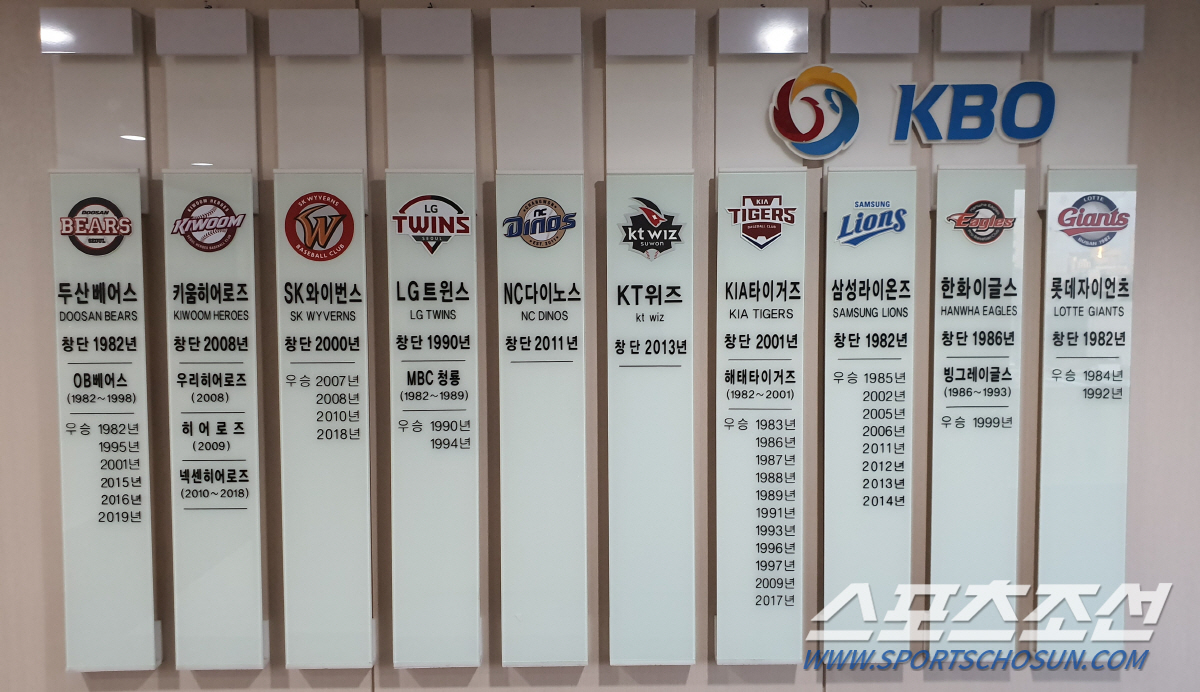 KBO
DOOSAN
BEARS
SEOUL
두산베어스
DOOSAN BEARS
창단 1982년
OB베어스
(1982~1998)
우승 1982년
1995년
2001년
2015년
2016년
2019년
KIWOOM HEROES
KIWOOM
키움히어로즈
KIWOOM HEROES
창단 2008년
우리히어로즈
(2008)
히어로즈
(2009)
넥센히어로즈
(2010~2018)
SK WYVERNS
W
BASEBALL CLUB
SK와이번스
SK WYVERNS
창단 2000년
우승 2007년
2008년
2010년
2018년
LG
TWINS
SEOUL
LG트윈스
LG TWINS
창단 1990년
MBC 청룡
(1982~1989)
우승 1990년
1994년
NC
DINOS
NC다이노스
NC DINOS
창단 2011년
kt wiz
suwon
KT위즈
kt wiz
창단 2013년
KIA
TIGERS
BASEBALL CLUB
KIA타이거즈
KIA TIGERS
창단 2001년
해태타이거즈
(1982~2001)
우승 1983년
1986년
1987년
1988년
1989년
1991년
1993년
1996년
1997년
2009년
2017년
SAMSUNG
Lions
삼성라이온즈
SAMSUNG LIONS
창단 1982년
우승 1985년
2002년
2005년
2006년
2011년
2012년
2013년
2014년
Eagles
한화이글스
HANWHA EAGLES
창단 1986년
빙그레이글스
(1986~1993)
우승 1999년
LOTTE
Giants
BUSAN 1982
롯데자이언츠
LOTTE GIANTS
창단 1982년
우승 1984년
1992년
스포츠조선
WWW.SPORTSCHOSUN.COM